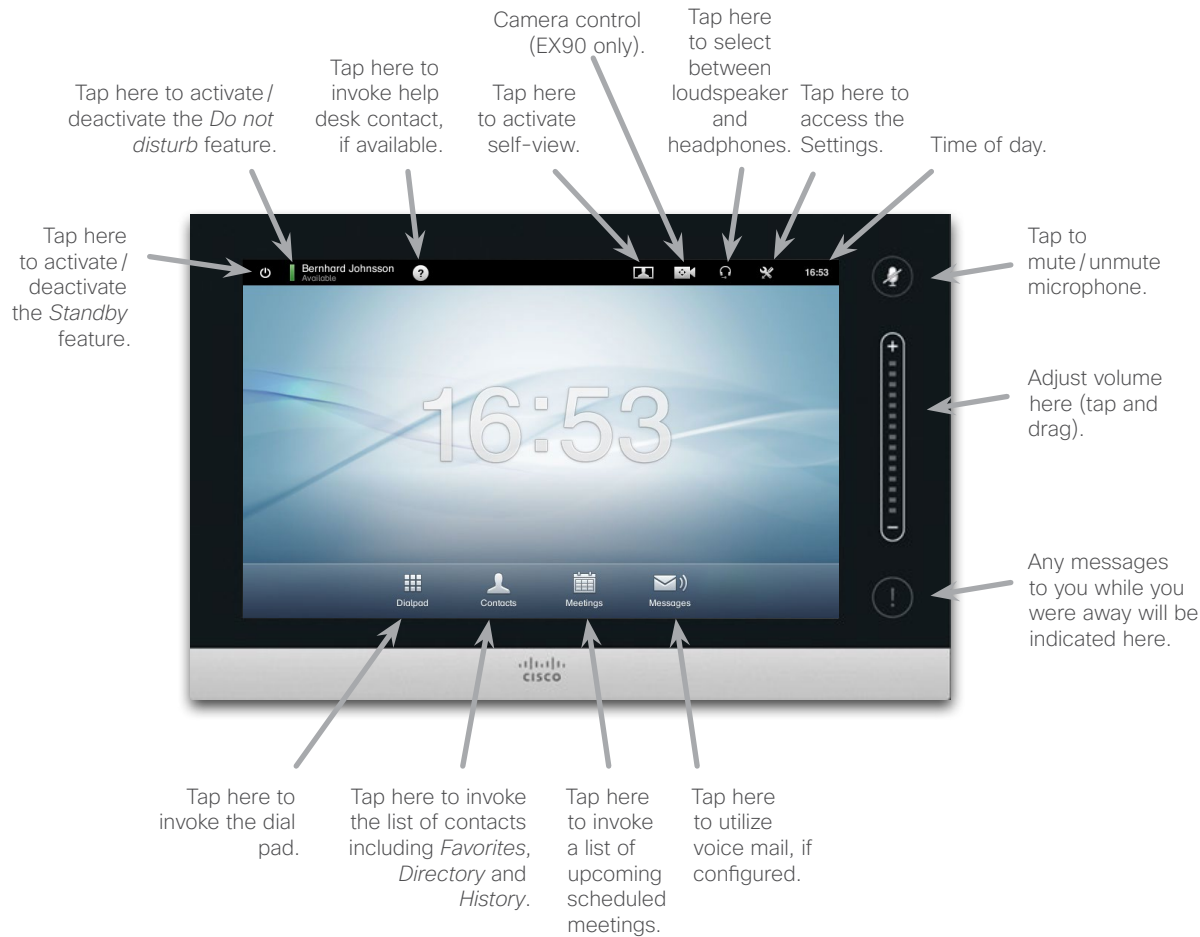 Camera control
(EX90 only).
Tap here
to select
between
loudspeaker
and
headphones.
Tap here to
invoke help
desk contact,
if available.
Tap here to activate/
deactivate the Do not
disturb feature.
Tap here
to activate
self-view.
Tap here to
access the
Settings.
Time of day.
Tap here
to activate/
deactivate
the Standby
feature.
Bernhard Johnsson
Available
?
16:53
Tap to
mute/unmute
microphone.
16:53
+
−
Adjust volume
here (tap and
drag).
Dialpad
Contacts
Meetings
Messages
!
Any messages
to you while you
were away will be
indicated here.
CISCO
Tap here to
invoke the dial
pad.
Tap here to invoke
the list of contacts
including Favorites,
Directory and
History.
Tap here
to invoke
a list of
upcoming
scheduled
meetings.
Tap here
to utilize
voice mail, if
configured.